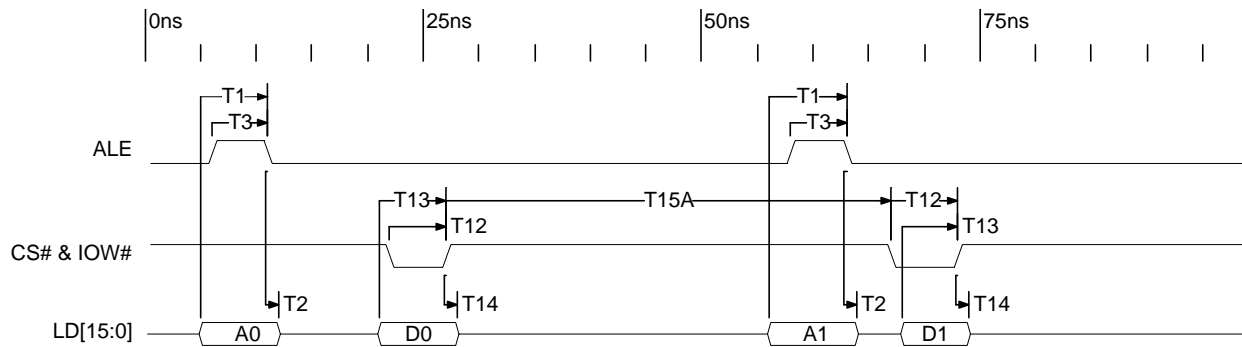 0ns 25ns 50ns 75ns
T1 T1
T3 T3
ALE
T13 T15A T12
T12 T13
CS# & IOW#
T2 T14 T2 T14
LD[15:0] A0 D0 A1 D1